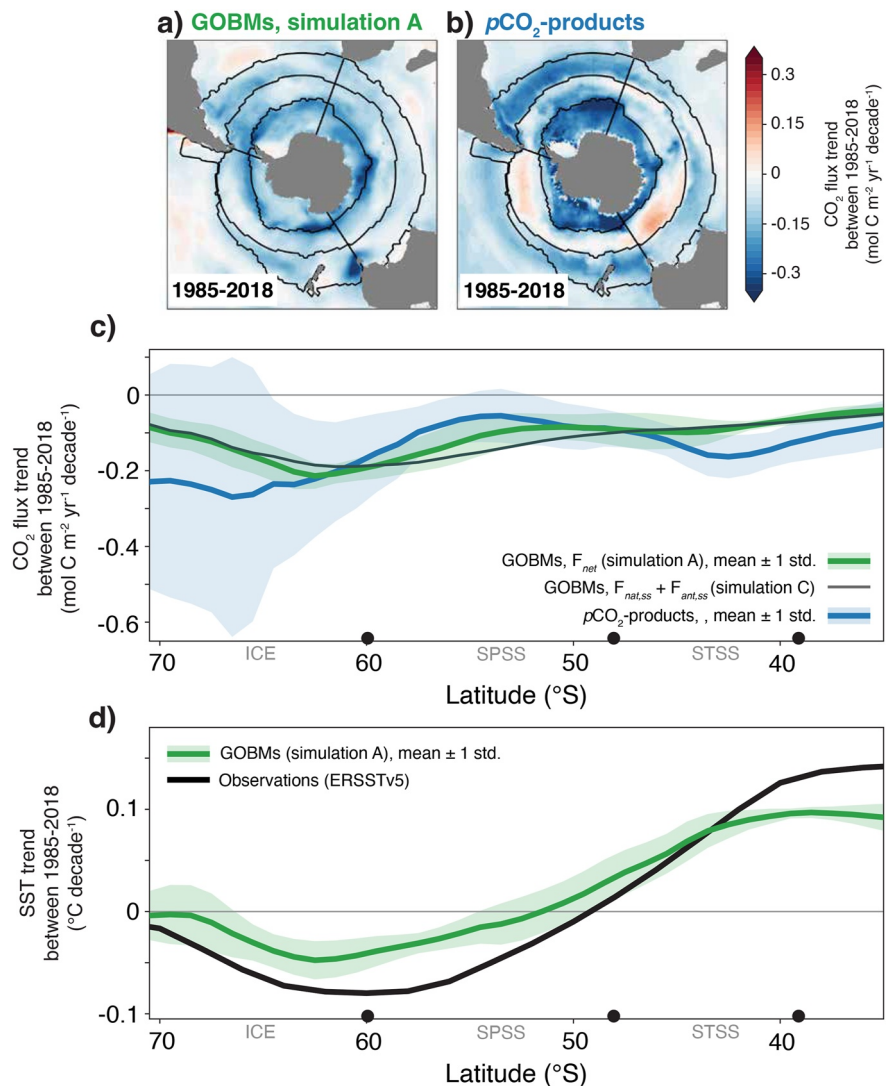 a) GOBMs, simulation A
b) pCO₂-products
1985-2018
1985-2018
0.3
0.15
0
-0.15
-0.3
CO₂ flux trend
between 1985-2018
(mol C m⁻² yr⁻¹ decade⁻¹)
c)
CO₂ flux trend
between 1985-2018
(mol C m⁻² yr⁻¹ decade⁻¹)
0
-0.2
-0.4
-0.6
GOBMs, Fnet (simulation A), mean ± 1 std.
GOBMs, Fnat,ss + Fant,ss (simulation C)
pCO₂-products, , mean ± 1 std.
ICE
SPSS
STSS
70
60
50
40
Latitude (°S)
d)
SST trend
between 1985-2018
(°C decade⁻¹)
GOBMs (simulation A), mean ± 1 std.
Observations (ERSSTv5)
0.1
0
-0.1
ICE
SPSS
STSS
70
60
50
40
Latitude (°S)